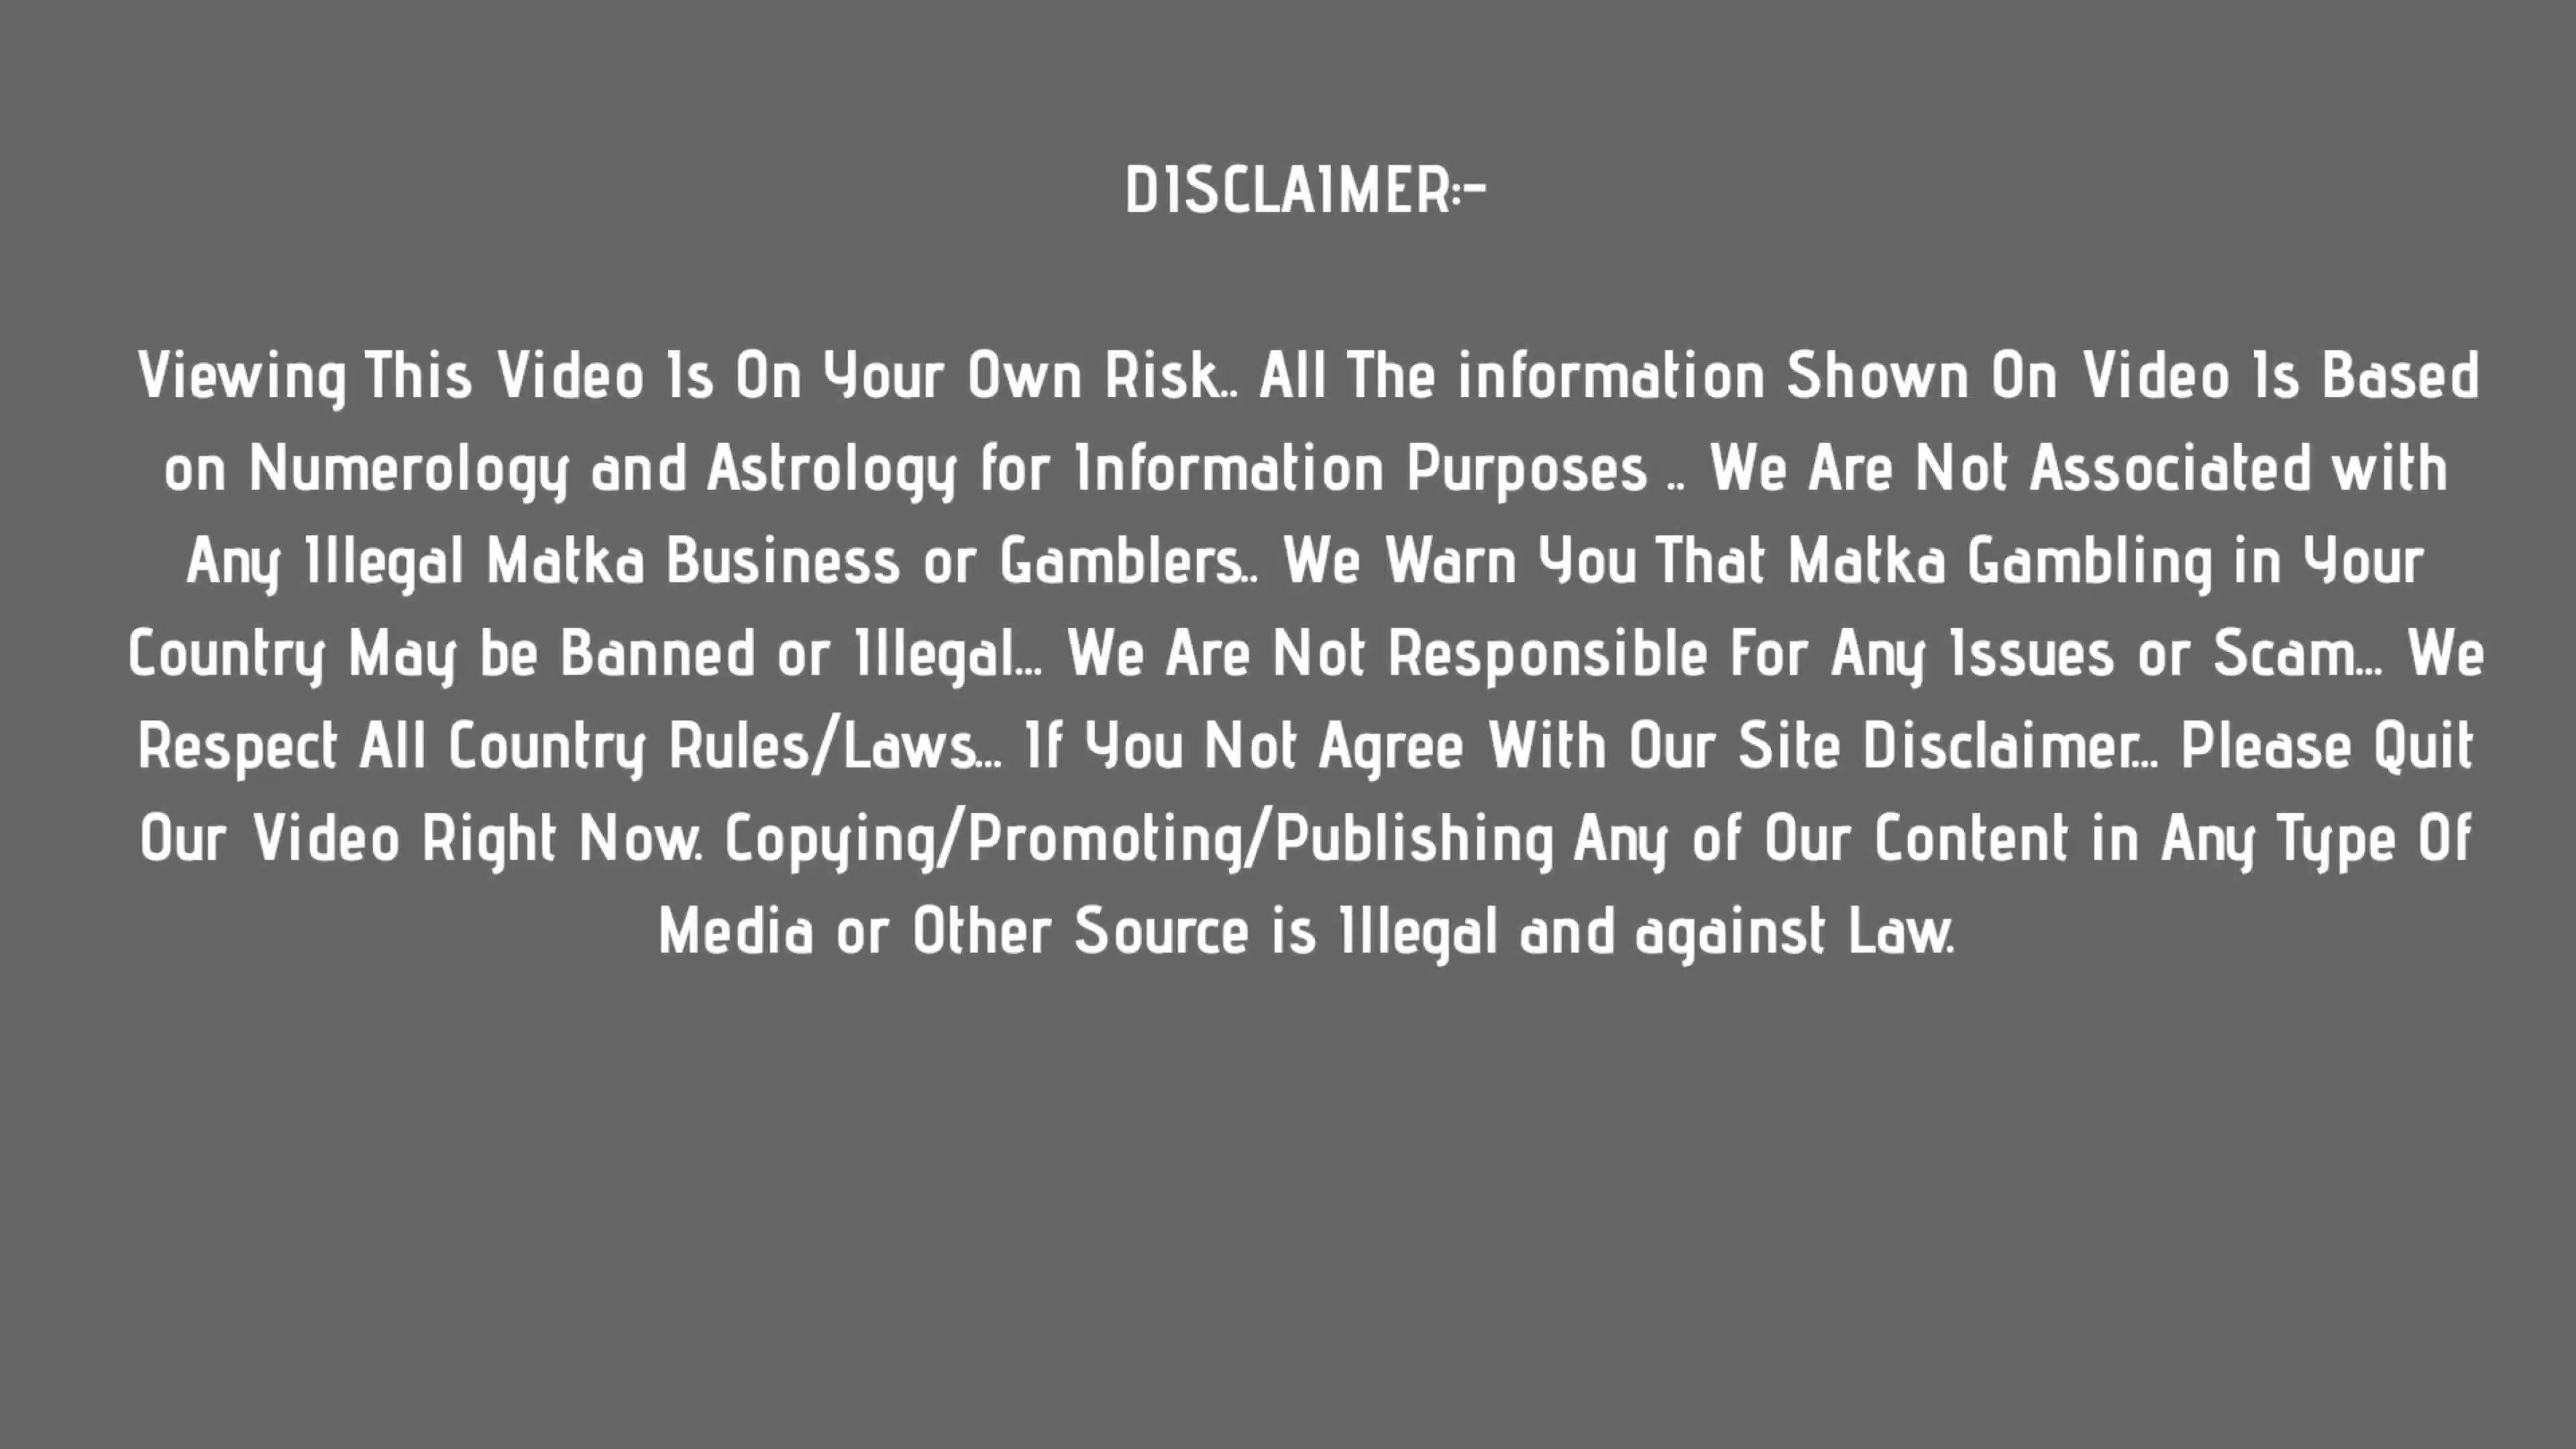 DISCLAIMER:-
Viewing This Video Is On Your Own Risk.. All The information Shown On Video Is Based
on Numerology and Astrology for Information Purposes .. We Are Not Associated with
Any Illegal Matka Business or Gamblers.. We Warn You That Matka Gambling in Your
Country May be Banned or Illegal... We Are Not Responsible For Any Issues or Scam... We
Respect All Country Rules/Laws... If You Not Agree With Our Site Disclaimer... Please Quit
Our Video Right Now. Copying/Promoting/Publishing Any of Our Content in Any Type Of
Media or Other Source is Illegal and against Law.